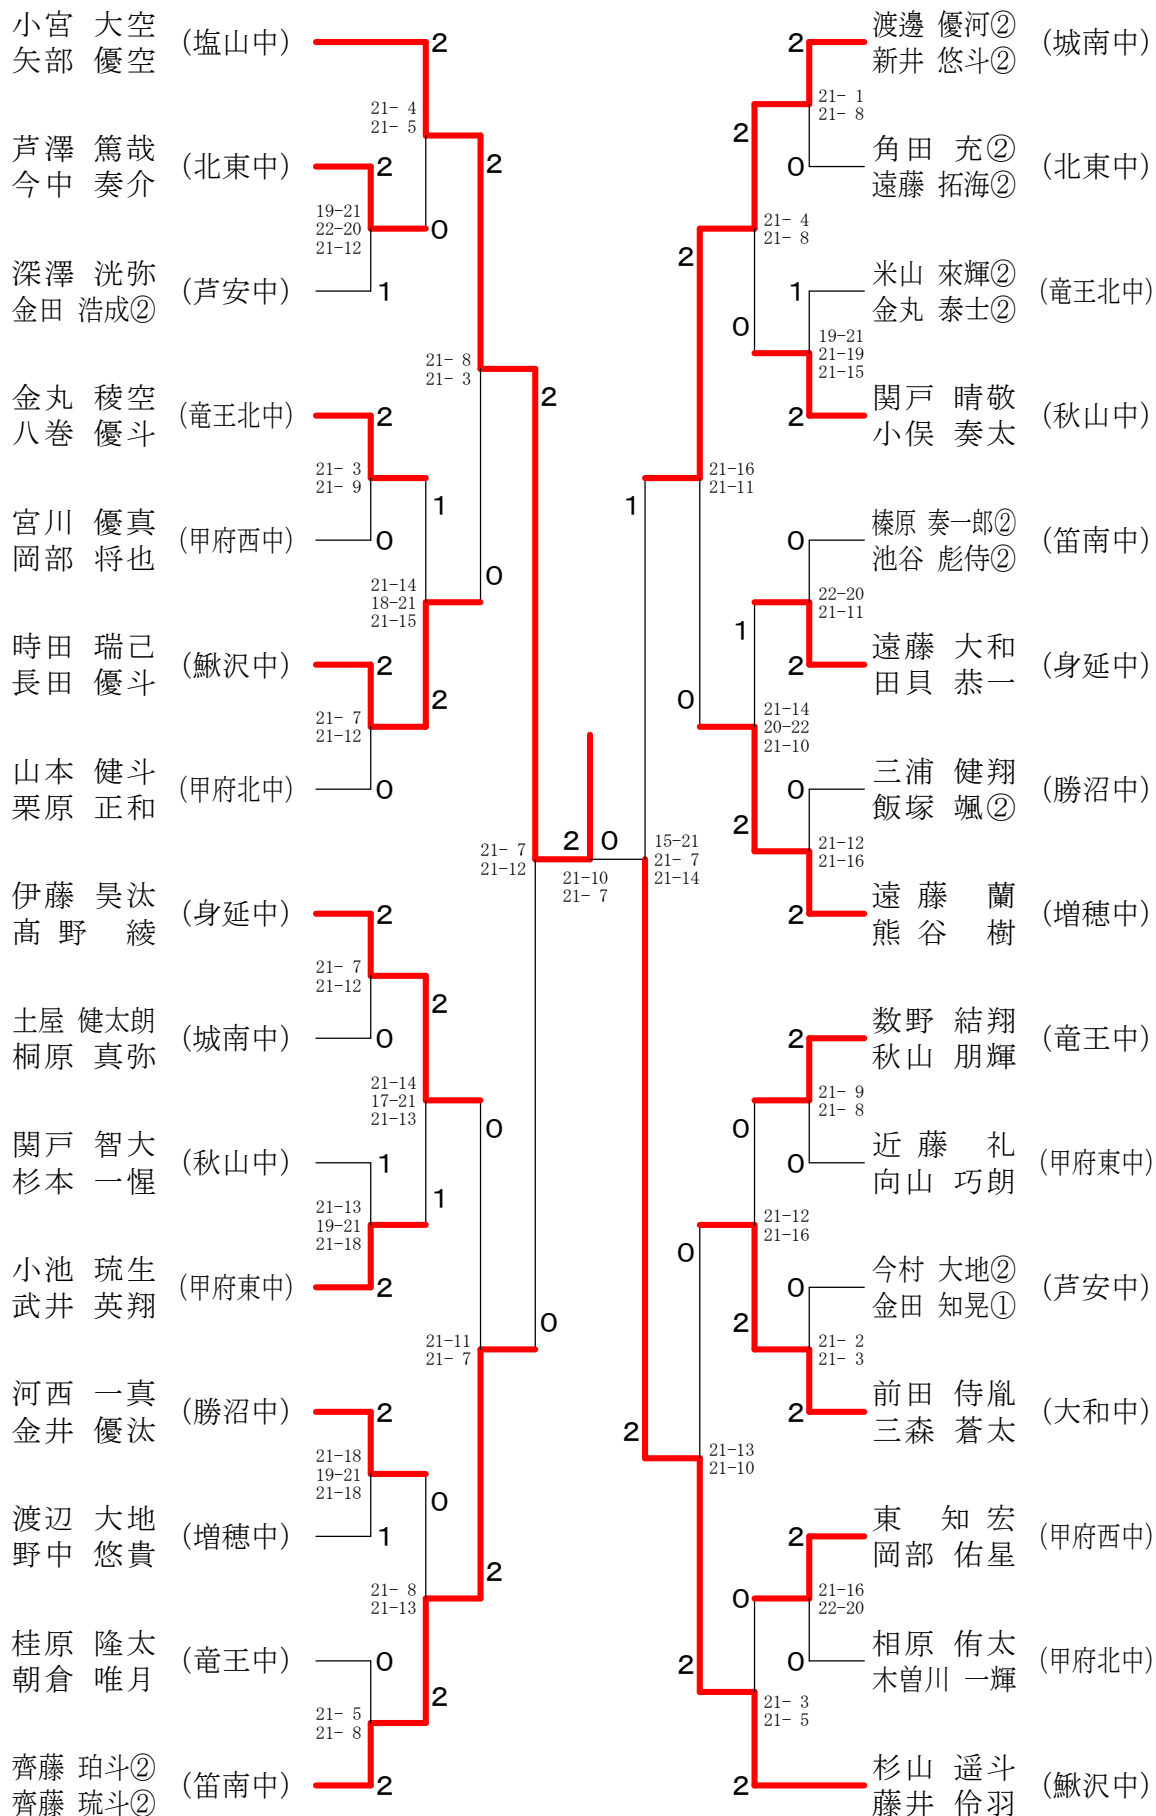 小宮 大空
矢部 優空
(塩山中)
2
21- 4
21- 5
2
芦澤 篤哉
今中 奏介
(北東中)
2
19-21
22-20
21-12
0
深澤 洸弥
金田 浩成②
(芦安中)
1
21- 8
21- 3
2
金丸 稜空
八巻 優斗
(竜王北中)
2
21- 3
21- 9
1
宮川 優真
岡部 将也
(甲府西中)
0
21-14
18-21
21-15
0
時田 瑞己
長田 優斗
(鰍沢中)
2
21- 7
21-12
2
山本 健斗
栗原 正和
(甲府北中)
0
21- 7
21-12
2
0
21-10
21- 7
伊藤 昊汰
髙野 綾
(身延中)
2
21- 7
21-12
2
土屋 健太朗
桐原 真弥
(城南中)
0
21-14
17-21
21-13
0
関戸 智大
杉本 一惺
(秋山中)
1
21-13
19-21
21-18
1
小池 琉生
武井 英翔
(甲府東中)
2
21-11
21- 7
0
河西 一真
金井 優汰
(勝沼中)
2
21-18
19-21
21-18
0
渡辺 大地
野中 悠貴
(増穂中)
1
21- 8
21-13
2
桂原 隆太
朝倉 唯月
(竜王中)
0
21- 5
21- 8
2
齊藤 珀斗②
齊藤 琉斗②
(笛南中)
2
2
渡邊 優河②
新井 悠斗②
(城南中)
21- 1
21- 8
2
0
角田 充②
遠藤 拓海②
(北東中)
21- 4
21- 8
2
1
米山 來輝②
金丸 泰士②
(竜王北中)
0
19-21
21-19
21-15
2
関戸 晴敬
小俣 奏太
(秋山中)
21-16
21-11
1
0
榛原 奏一郎②
池谷 彪侍②
(笛南中)
22-20
21-11
1
2
遠藤 大和
田貝 恭一
(身延中)
0
21-14
20-22
21-10
0
三浦 健翔
飯塚 颯②
(勝沼中)
2
21-12
21-16
15-21
21- 7
21-14
2
遠藤 蘭
熊谷 樹
(増穂中)
2
数野 結翔
秋山 朋輝
(竜王中)
21- 9
21- 8
0
0
近藤 礼
向山 巧朗
(甲府東中)
21-12
21-16
0
0
今村 大地②
金田 知晃①
(芦安中)
2
21- 2
21- 3
2
前田 侍胤
三森 蒼太
(大和中)
2
21-13
21-10
2
東 知宏
岡部 佑星
(甲府西中)
21-16
22-20
0
0
相原 侑太
木曽川 一輝
(甲府北中)
2
21- 3
21- 5
2
杉山 遥斗
藤井 伶羽
(鰍沢中)